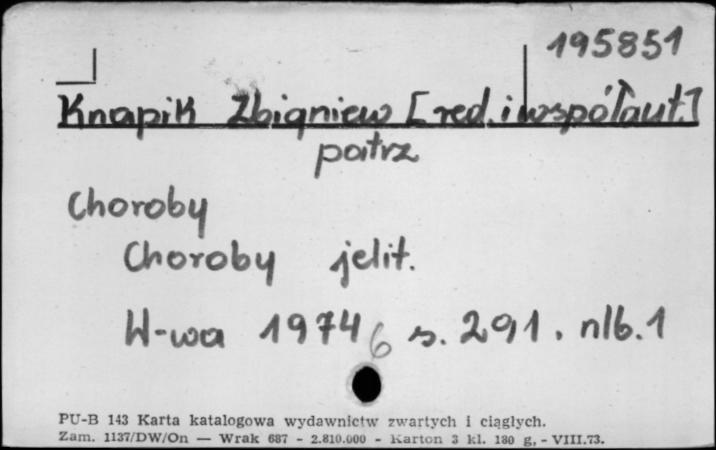 195851
Knapik Zbigniew [red. i współaut.]
patrz
Choroby
Choroby jelit.
W-wa 1974 6 s. 291. nlb. 1
PU-B 143 Karta katalogowa wydawnictw zwartych i ciągłych.
Zam. 1137/DW/On — Wrak 687 - 2.810.000 - Karton 3 kl. 180 g. - VIII.73.